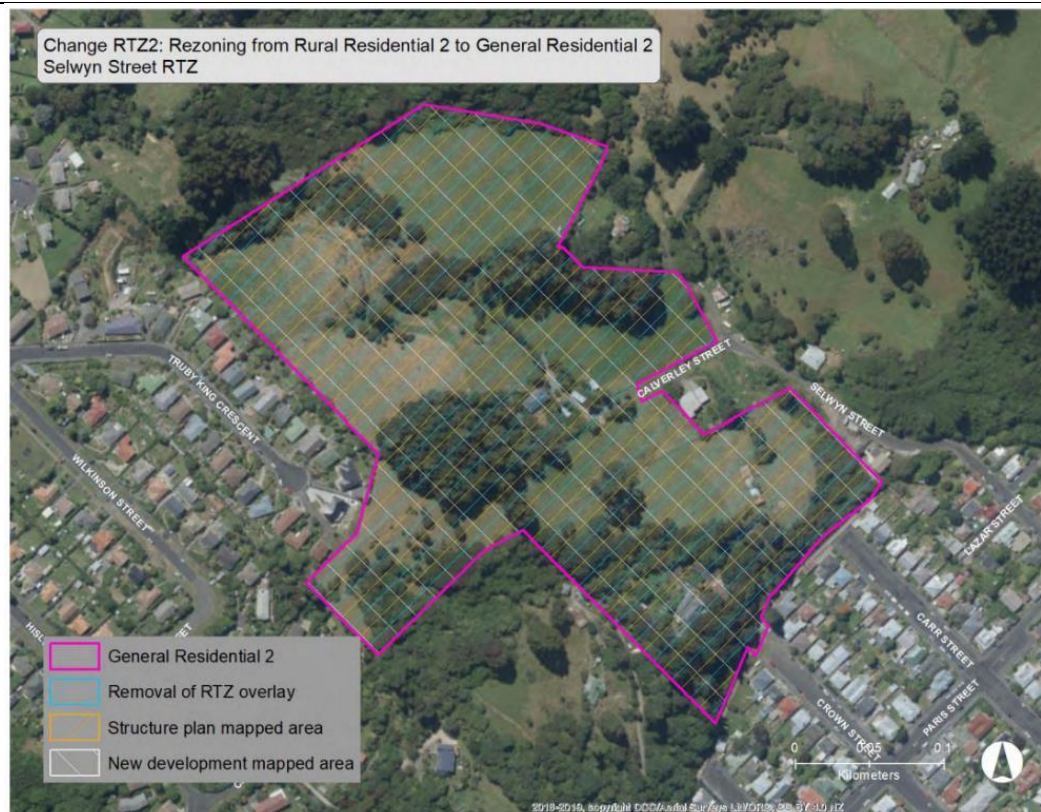 Change RTZ2: Rezoning from Rural Residential 2 to General Residential 2
Selwyn Street RTZ
CALVERLEY STREET
SELWYN STREET
TRUBY KING CRESCENT
WILKINSON STREET
LAZAR STREET
CARR STREET
PARIS STREET
CROWN STREET
General Residential 2
Removal of RTZ overlay
Structure plan mapped area
New development mapped area
0 0.05 0.1
Kilometers